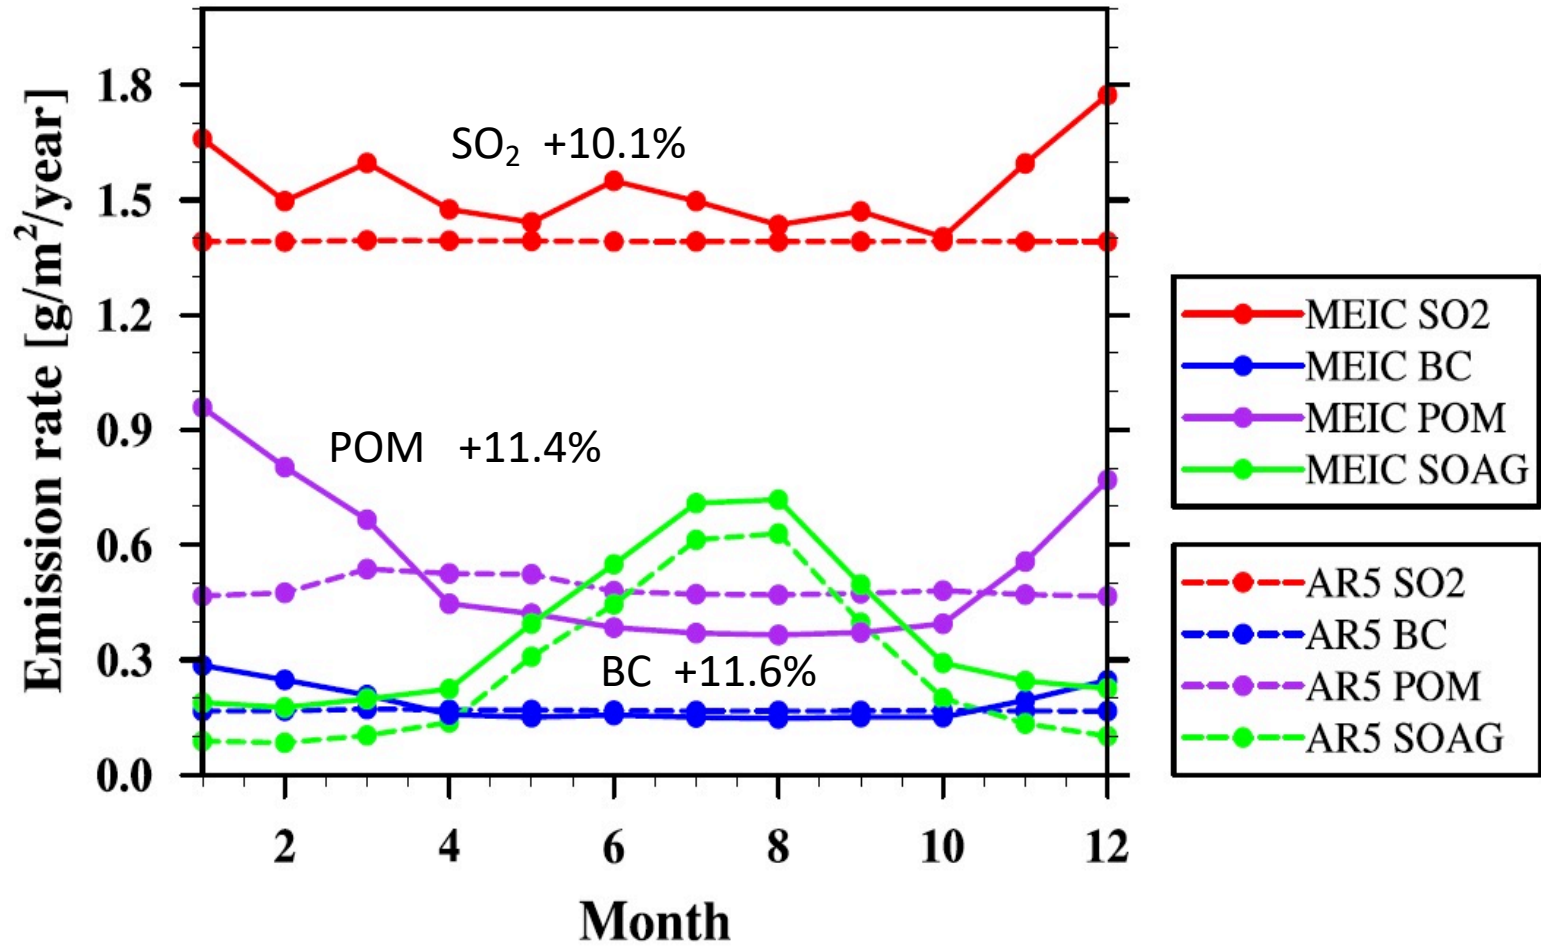 Emission rate [g/m²/year]
1.8
1.5
1.2
0.9
0.6
0.3
0.0
SO₂ +10.1%
POM +11.4%
BC +11.6%
2 4 6 8 10 12
Month
MEIC SO2
MEIC BC
MEIC POM
MEIC SOAG
AR5 SO2
AR5 BC
AR5 POM
AR5 SOAG